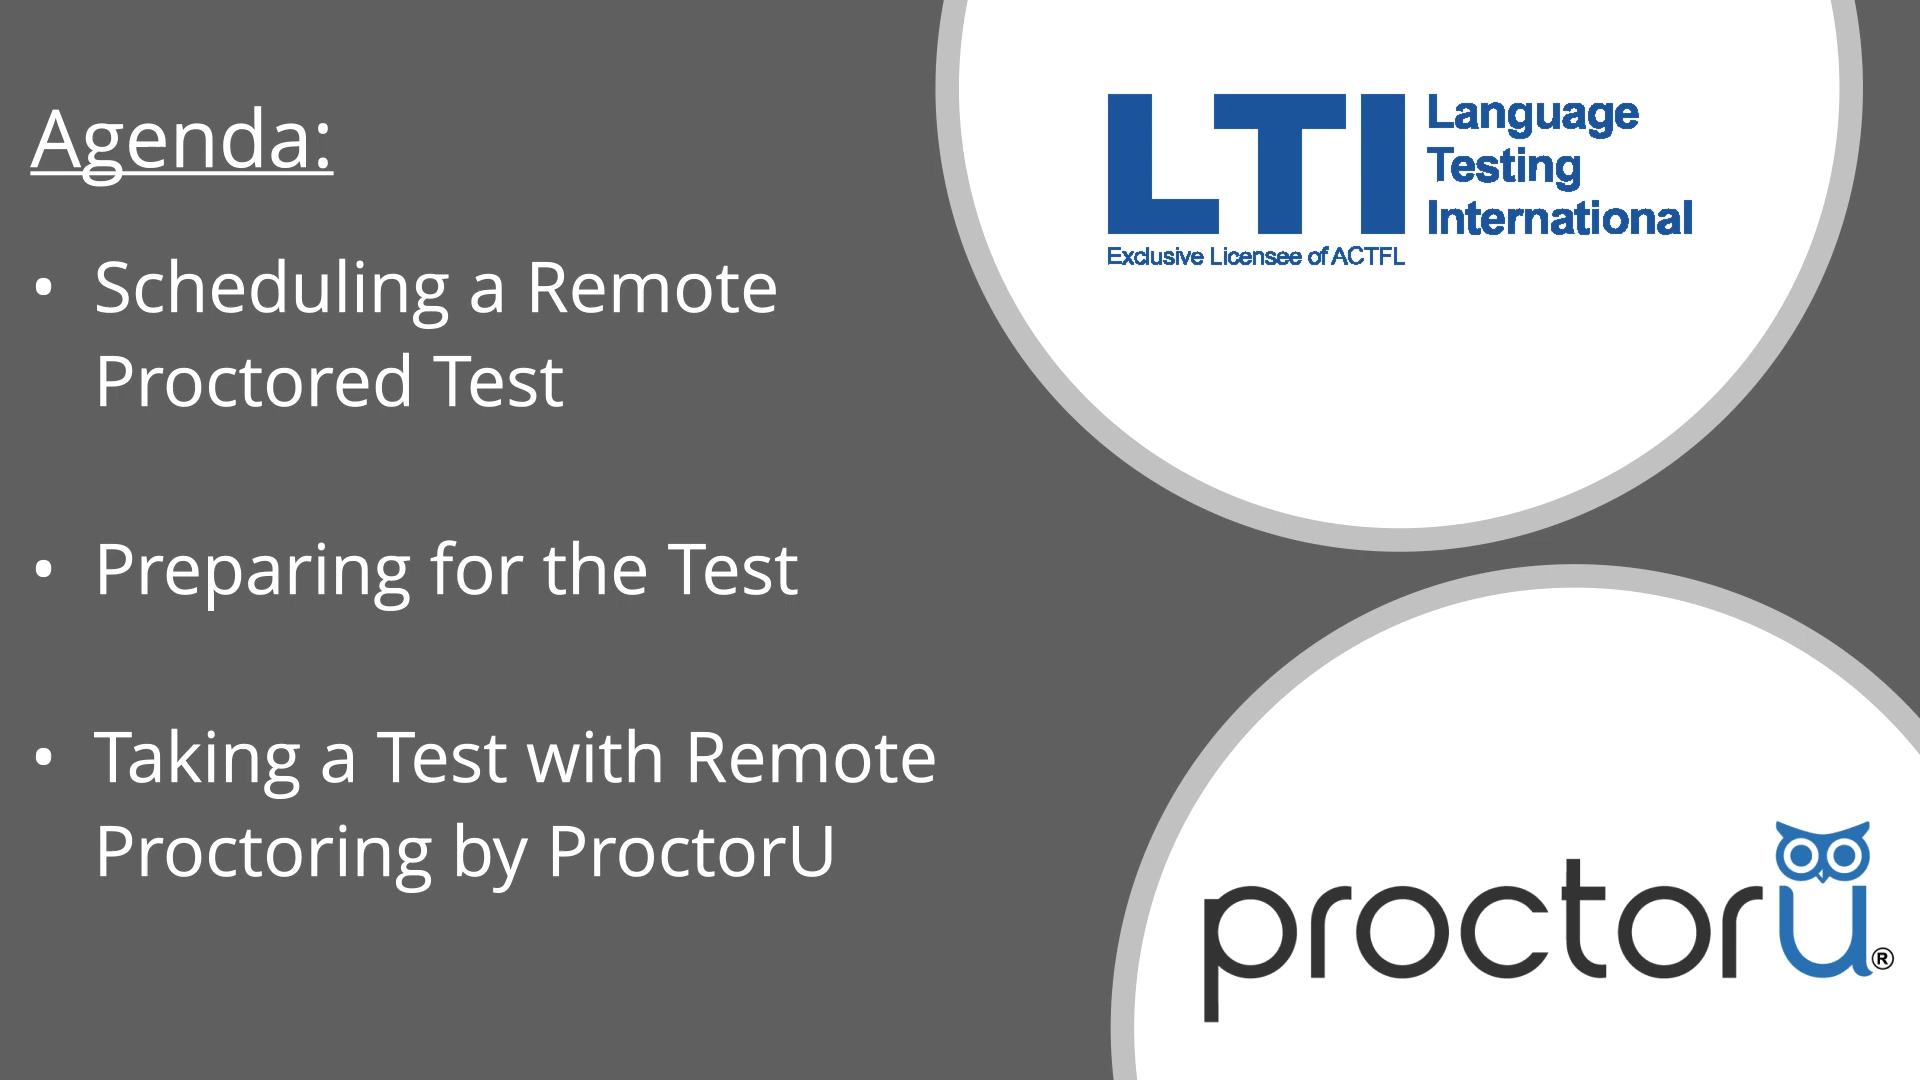 Agenda:
• Scheduling a Remote
Proctored Test
• Preparing for the Test
• Taking a Test with Remote
Proctoring by ProctorU
LTI
Language
Testing
International
Exclusive Licensee of ACTFL
proctoru®